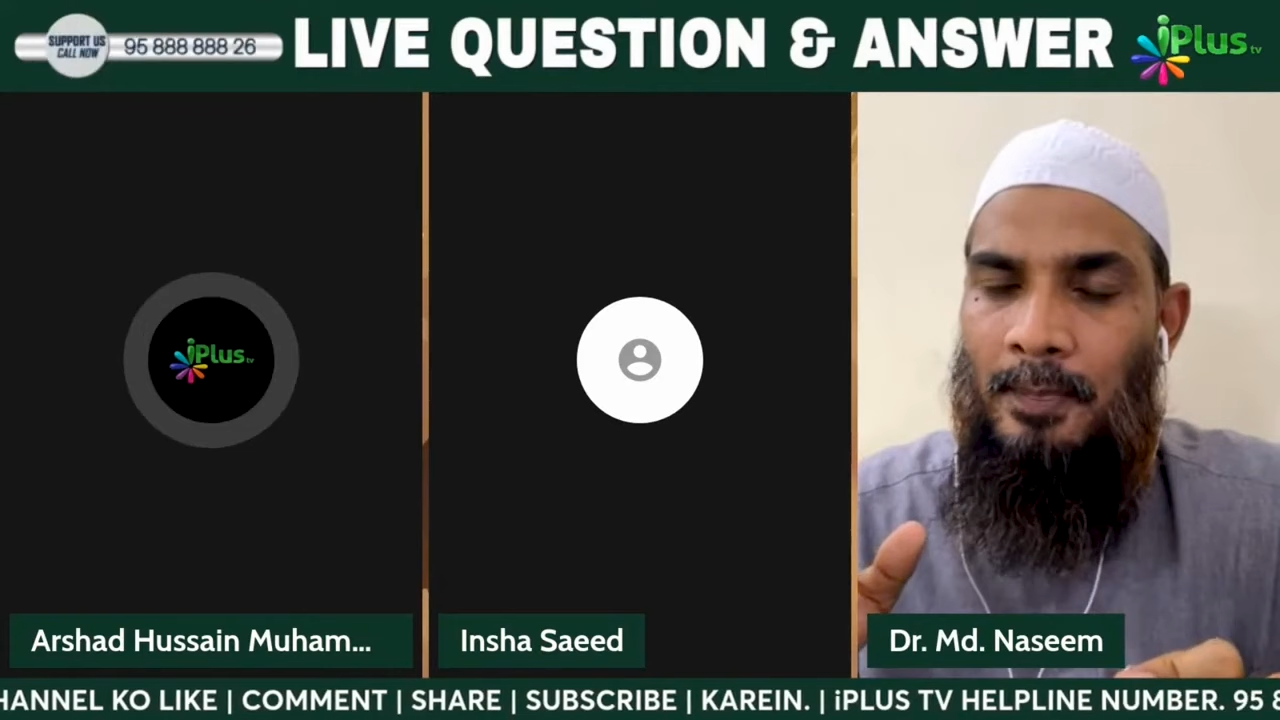 SUPPORT US
CALL NOW
95 888 888 26
LIVE QUESTION & ANSWER
iPlus tv
iPlus tv
Arshad Hussain Muham...
Insha Saeed
Dr. Md. Naseem
HANNEL KO LIKE | COMMENT | SHARE | SUBSCRIBE | KAREIN. | iPLUS TV HELPLINE NUMBER. 95 8